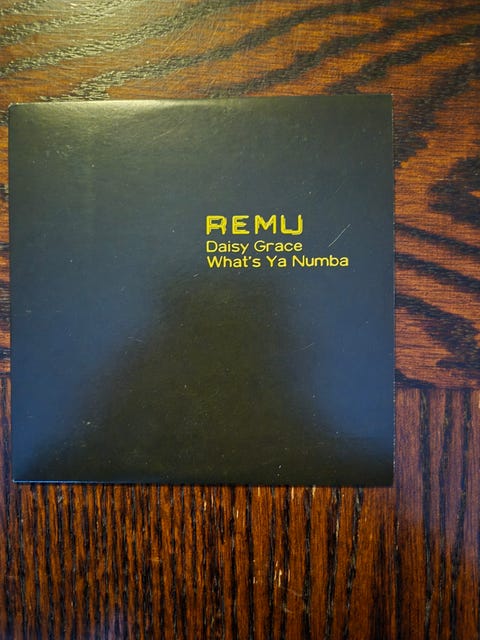 REMU
Daisy Grace
What's Ya Numba